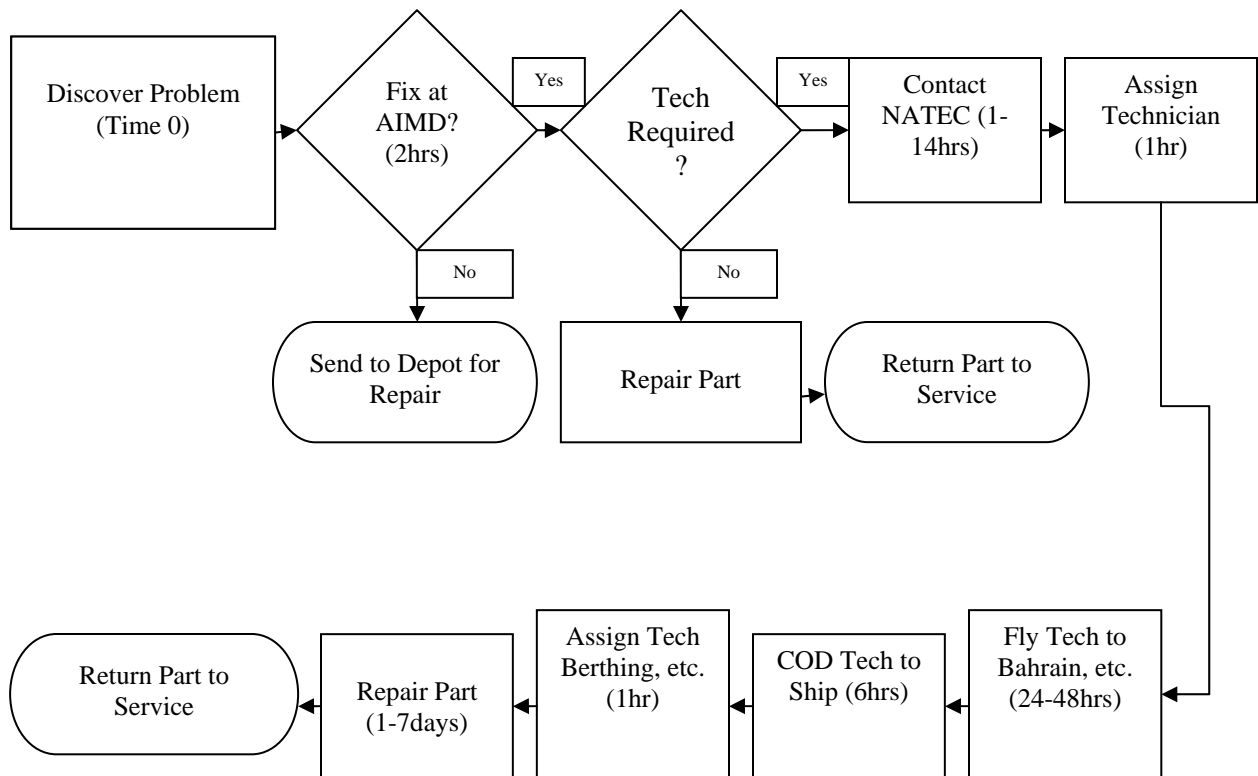 Discover Problem
(Time 0)
Fix at
AIMD?
(2hrs)
Yes
Tech
Required
?
Yes
Contact
NATEC (1-
14hrs)
Assign
Technician
(1hr)
No
No
Send to Depot for
Repair
Repair Part
Return Part to
Service
Return Part to
Service
Repair Part
(1-7days)
Assign Tech
Berthing, etc.
(1hr)
COD Tech to
Ship (6hrs)
Fly Tech to
Bahrain, etc.
(24-48hrs)